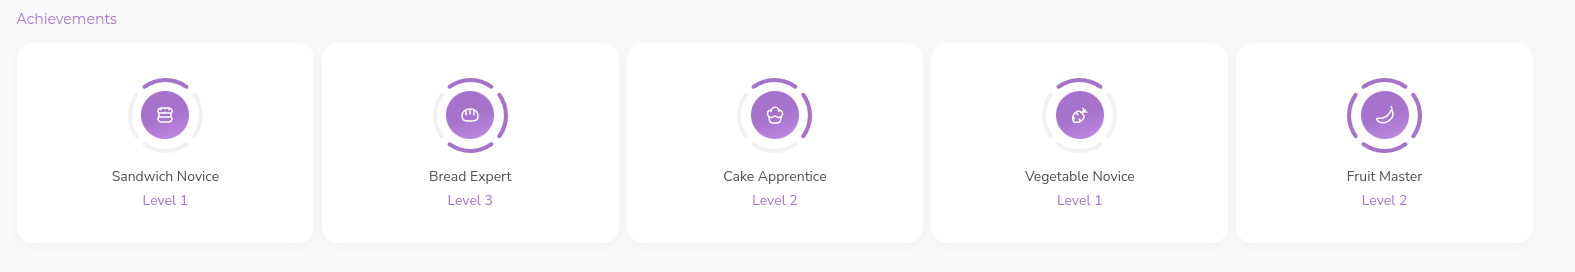 Achievements
Sandwich Novice
Level 1
Bread Expert
Level 3
Cake Apprentice
Level 2
Vegetable Novice
Level 1
Fruit Master
Level 2